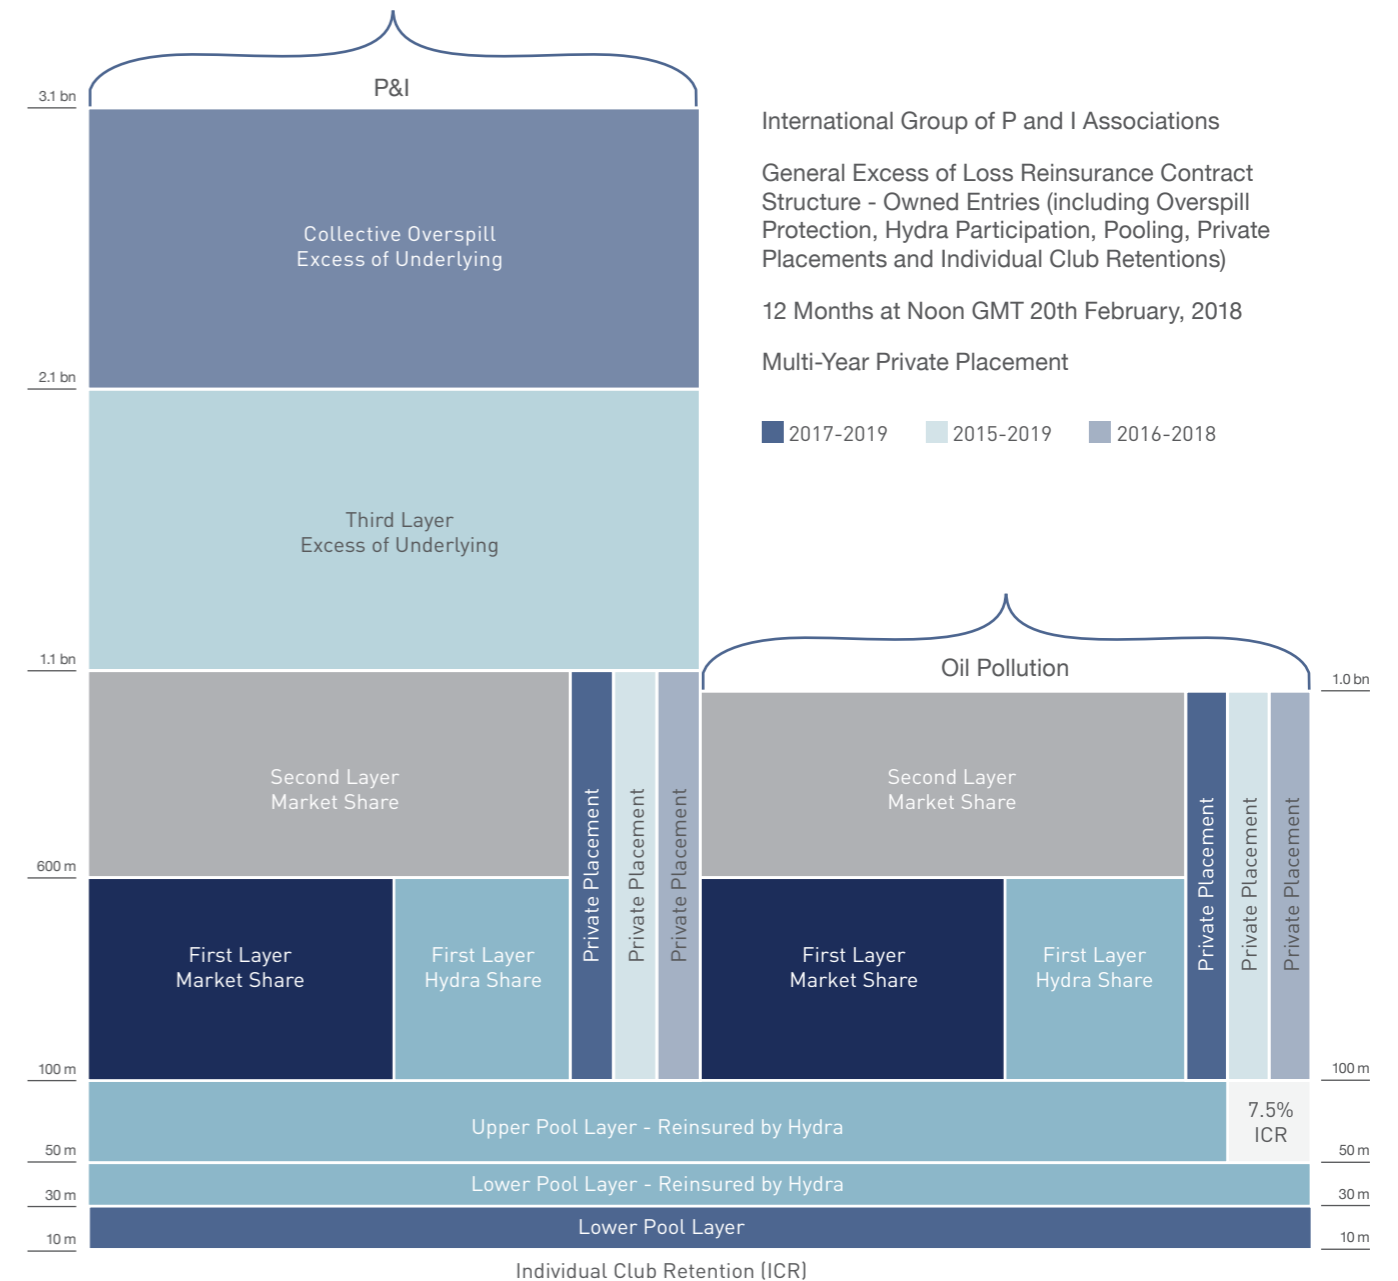 P&I
3.1 bn
International Group of P and I Associations
General Excess of Loss Reinsurance Contract
Structure - Owned Entries (including Overspill
Protection, Hydra Participation, Pooling, Private
Placements and Individual Club Retentions)
12 Months at Noon GMT 20th February, 2018
Multi-Year Private Placement
2017-2019
2015-2019
2016-2018
Collective Overspill
Excess of Underlying
2.1 bn
Third Layer
Excess of Underlying
1.1 bn
Oil Pollution
1.0 bn
Second Layer
Market Share
Private Placement
Private Placement
Private Placement
Second Layer
Market Share
Private Placement
Private Placement
Private Placement
600 m
First Layer
Market Share
First Layer
Hydra Share
First Layer
Market Share
First Layer
Hydra Share
100 m
100 m
Upper Pool Layer - Reinsured by Hydra
7.5%
ICR
50 m
50 m
Lower Pool Layer - Reinsured by Hydra
30 m
30 m
Lower Pool Layer
10 m
10 m
Individual Club Retention (ICR)